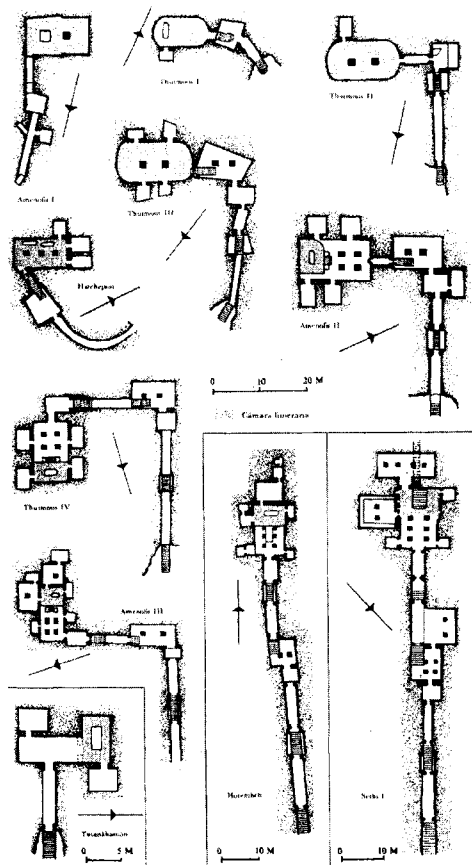 Amenofis I
Thutmosis I
Thutmosis II
Thutmosis III
Hatchepsut
Amenofis II
0 10 20 M
Cámara funeraria
Thutmosis IV
Amenofis III
Tutankhamón
0 5 M
Horemheb
0 10 M
Sethi I
0 10 M